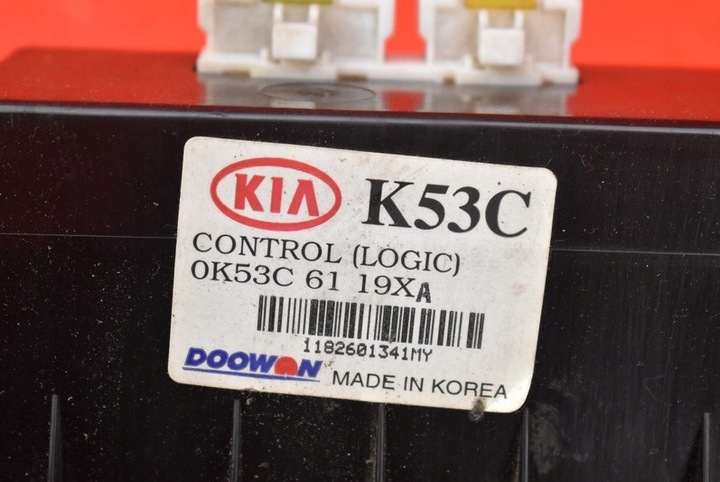 KIA K53C
CONTROL (LOGIC)
0K53C 61 19XA
1182601341MY
DOOWON MADE IN KOREA